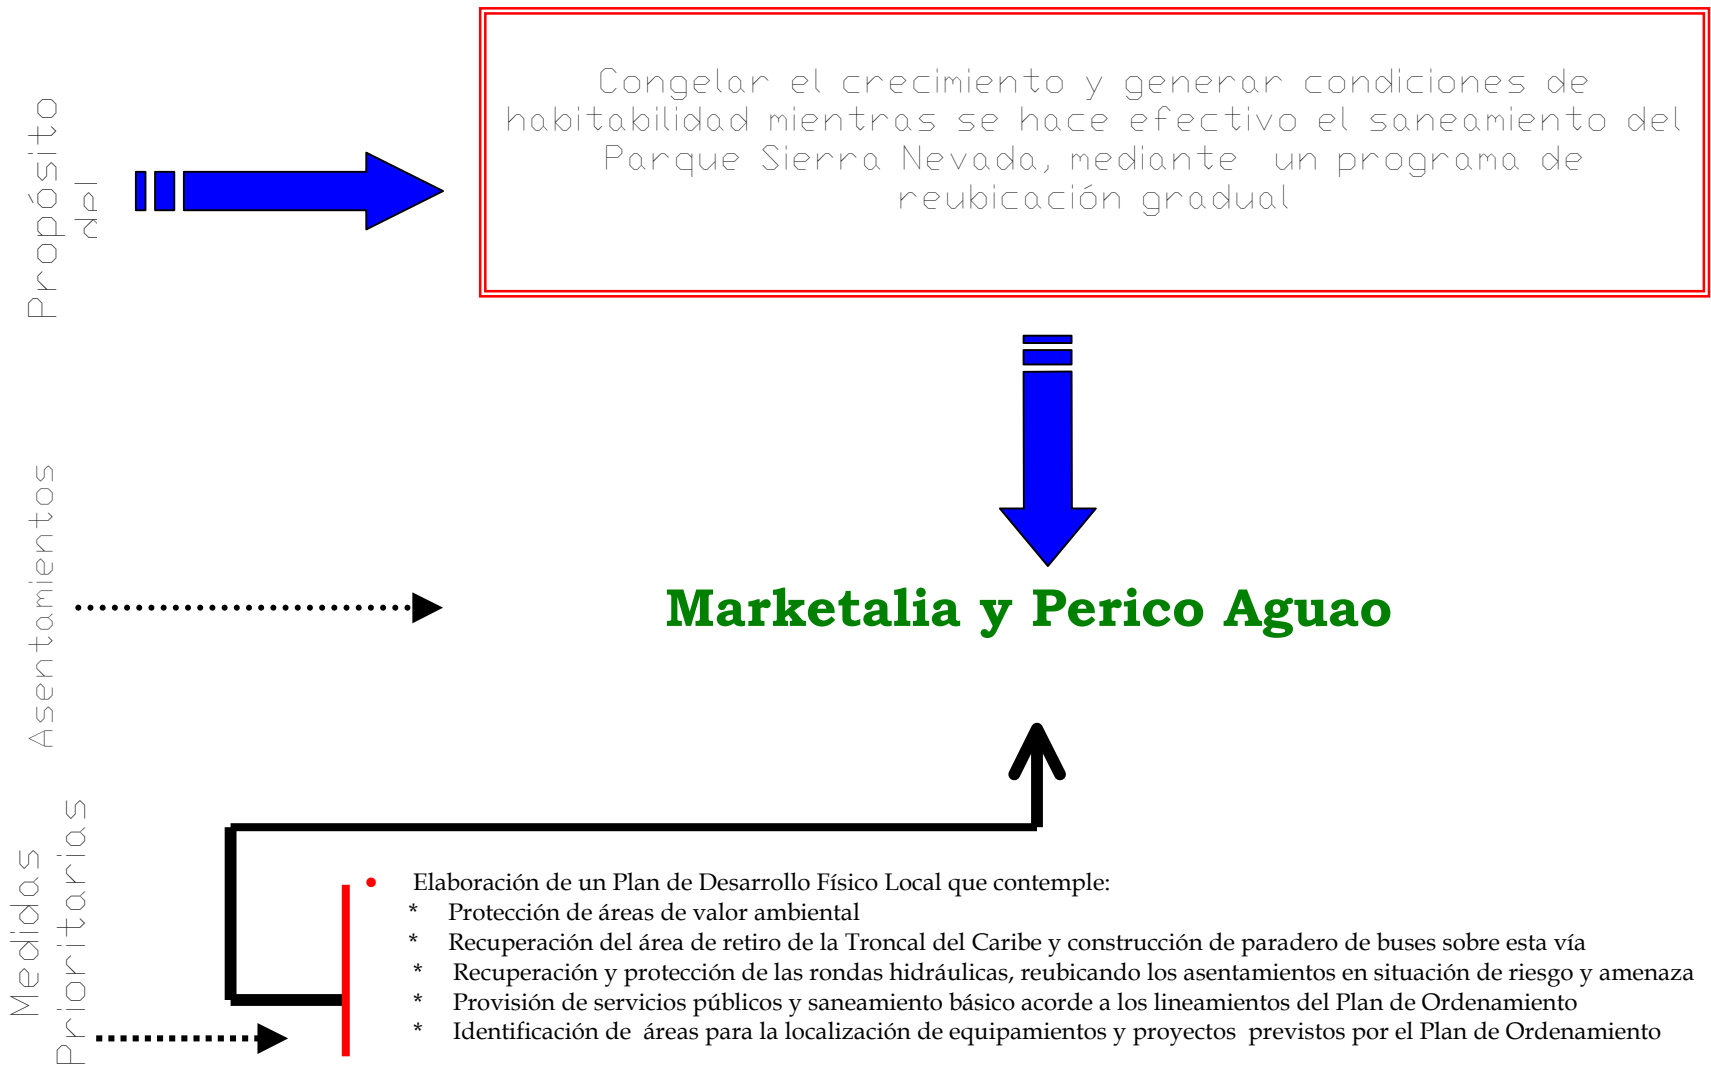 Propósito
del
Congelar el crecimiento y generar condiciones de
habitabilidad mientras se hace efectivo el saneamiento del
Parque Sierra Nevada, mediante un programa de
reubicación gradual
Asentamientos
Marketalia y Perico Aguao
Medidas
Prioritarias
• Elaboración de un Plan de Desarrollo Físico Local que contemple:
* Protección de áreas de valor ambiental
* Recuperación del área de retiro de la Troncal del Caribe y construcción de paradero de buses sobre esta vía
* Recuperación y protección de las rondas hidráulicas, reubicando los asentamientos en situación de riesgo y amenaza
* Provisión de servicios públicos y saneamiento básico acorde a los lineamientos del Plan de Ordenamiento
* Identificación de áreas para la localización de equipamientos y proyectos previstos por el Plan de Ordenamiento